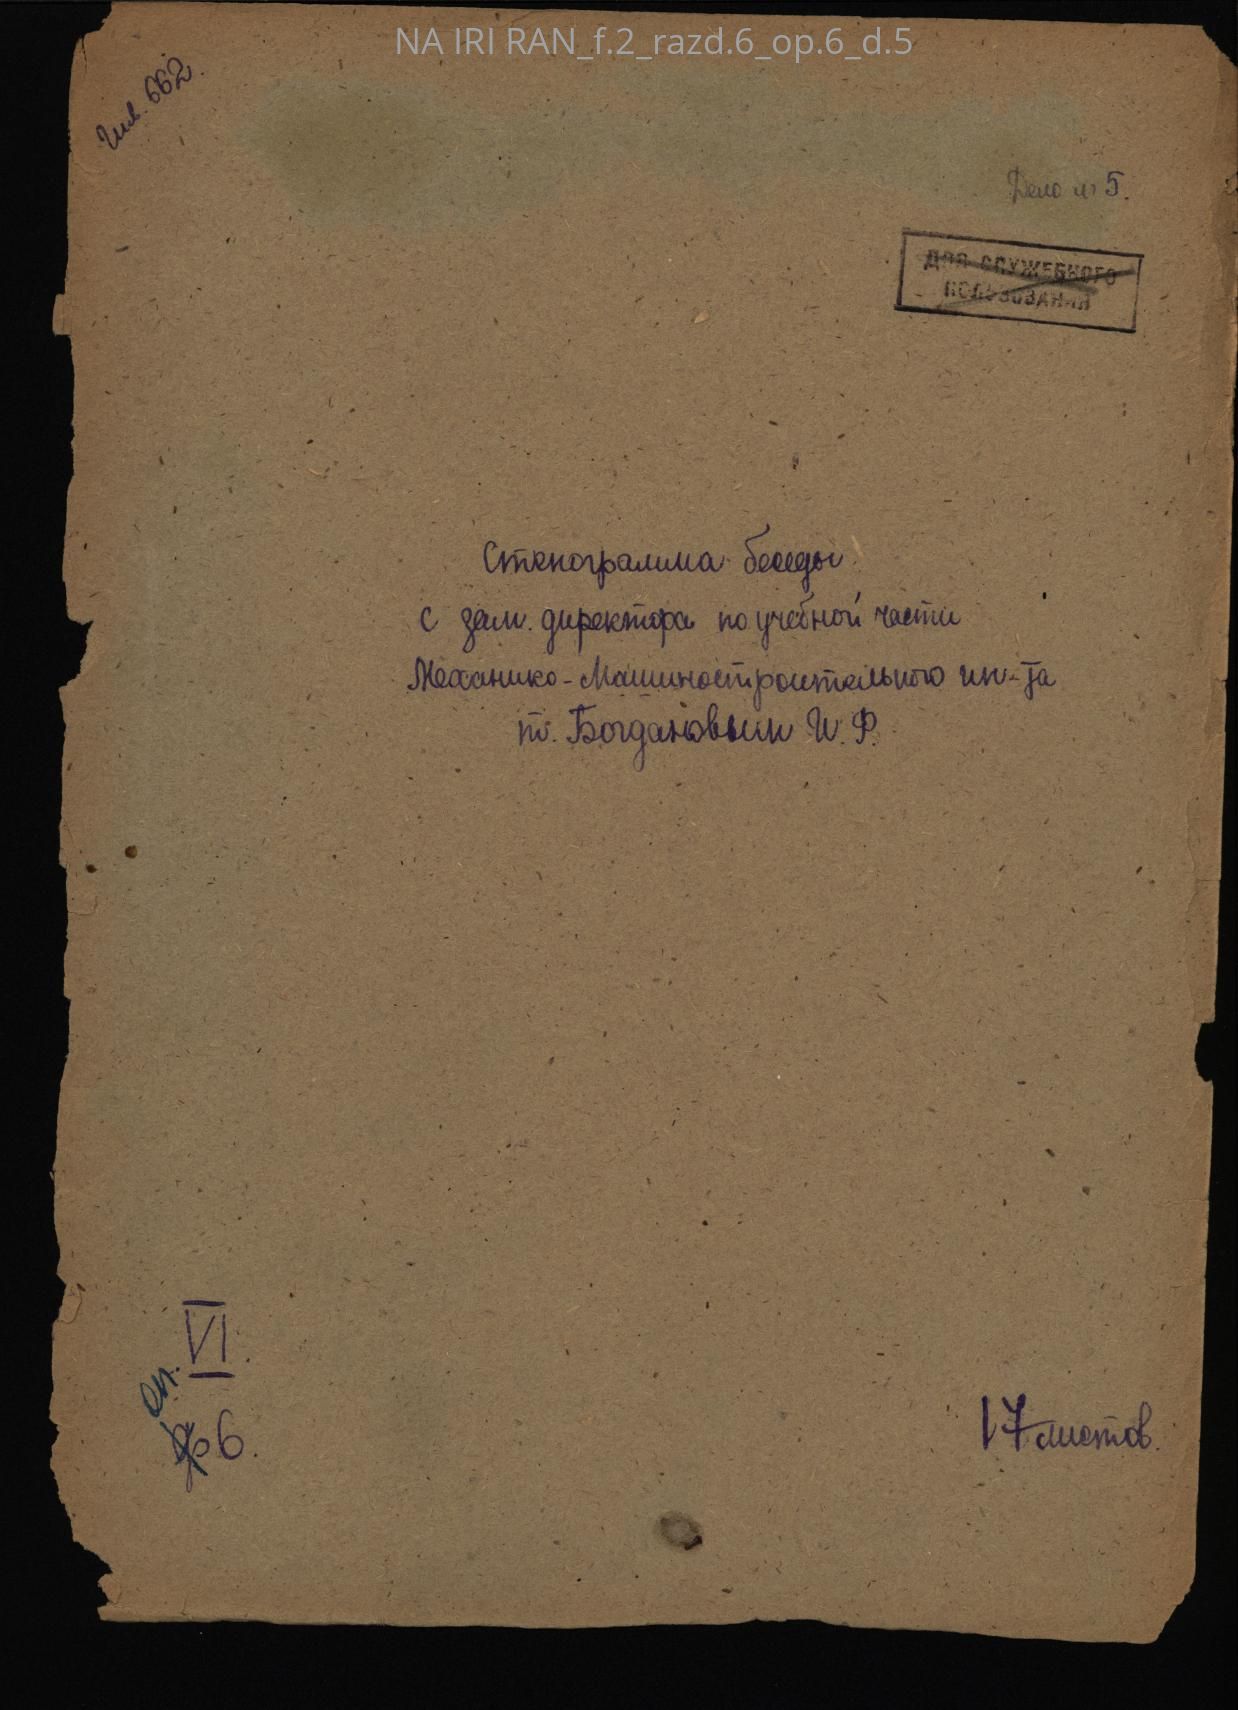 NA IRI RAN_f.2_razd.6_op.6_d.5
Инв. 662.
Дело № 5.
ДЛЯ СЛУЖЕБНОГО
ПОЛЬЗОВАНИЯ
Стенограмма беседы
с зам. директора по учебной части
Механико-Машиностроительного ин-та
т. Богдановым И. Ф.
VI.
оп.
6.
17 листов.